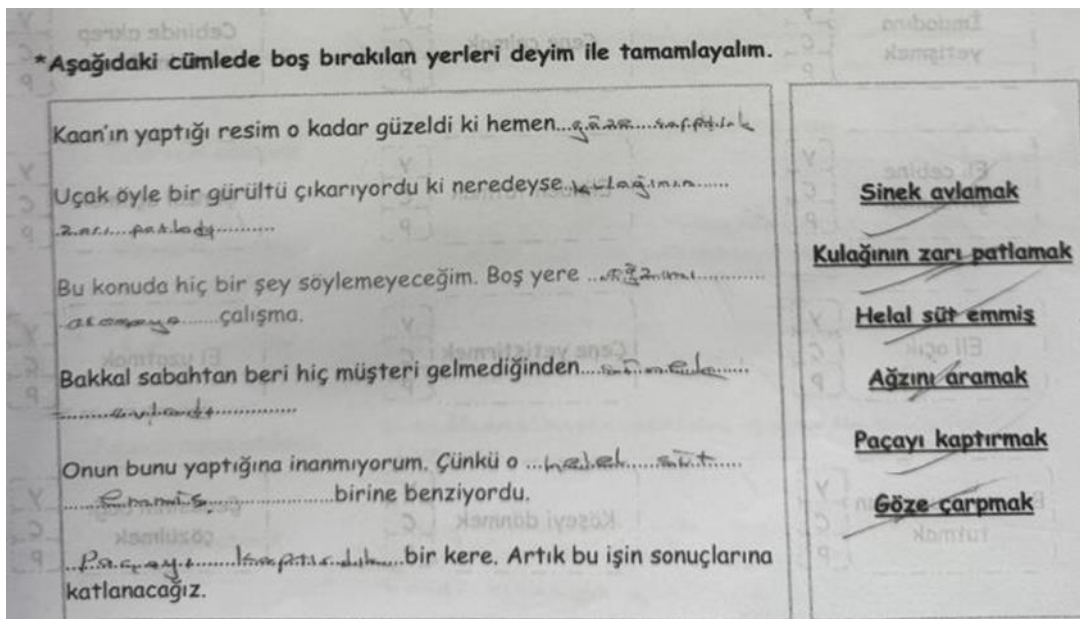 *Aşağıdaki cümlede boş bırakılan yerleri deyim ile tamamlayalım.
Kaan'ın yaptığı resim o kadar güzeldi ki hemen...göze.....çarptı
Uçak öyle bir gürültü çıkarıyordu ki neredeyse kulağımın......
zarı....patladı..........
Bu konuda hiç bir şey söylemeyeceğim. Boş yere ...ağzımı............
aramaya......çalışma.
Bakkal sabahtan beri hiç müşteri gelmediğinden....sinek......
.........avladı..............
Onun bunu yaptığına inanmıyorum. Çünkü o ...helal.....süt......
......Emmiş................birine benziyordu.
..Paçayı.......kaptırdık....bir kere. Artık bu işin sonuçlarına
katlanacağız.
Sinek avlamak
Kulağının zarı patlamak
Helal süt emmiş
Ağzını aramak
Paçayı kaptırmak
Göze çarpmak